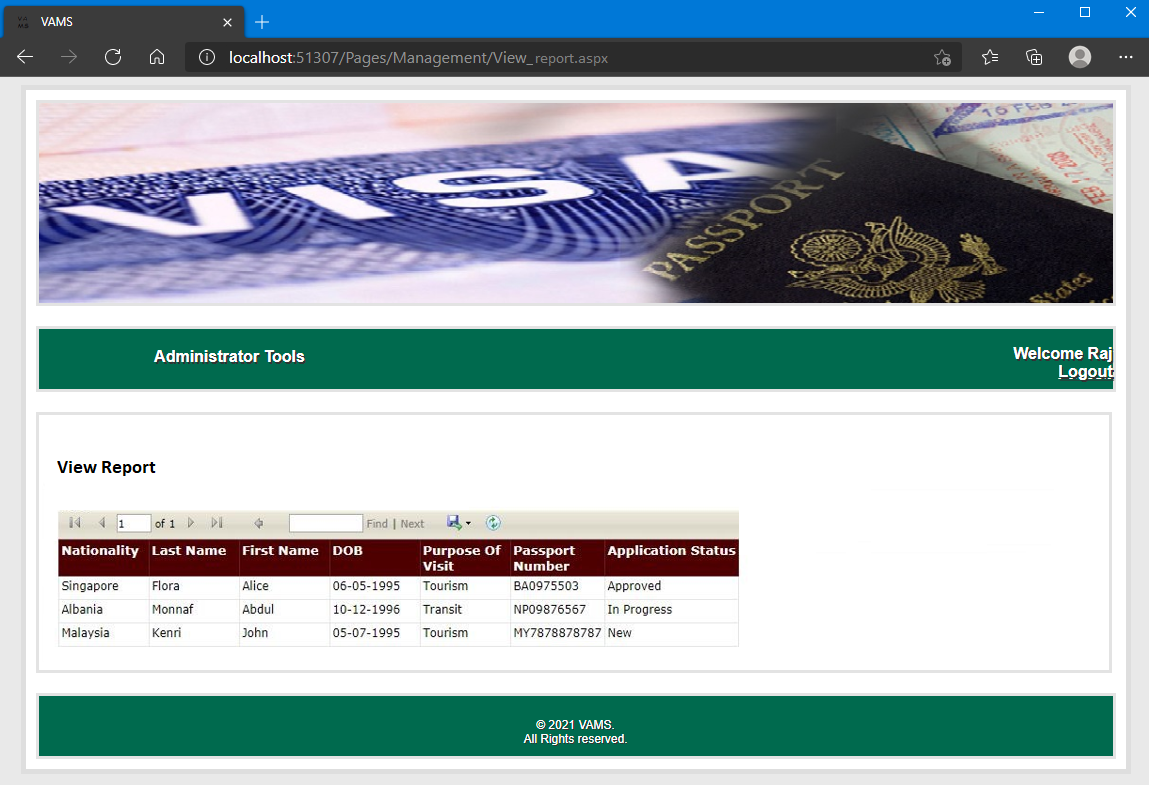 VAMS
localhost:51307/Pages/Management/View_report.aspx
VISA
PASSPORT
States
16 FEB
Administrator Tools
Welcome Raj
Logout
View Report
1 of 1 Find | Next
Nationality Last Name First Name DOB Purpose Of Visit Passport Number Application Status
Singapore Flora Alice 06-05-1995 Tourism BA0975503 Approved
Albania Monnaf Abdul 10-12-1996 Transit NP09876567 In Progress
Malaysia Kenri John 05-07-1995 Tourism MY7878878787 New
© 2021 VAMS.
All Rights reserved.